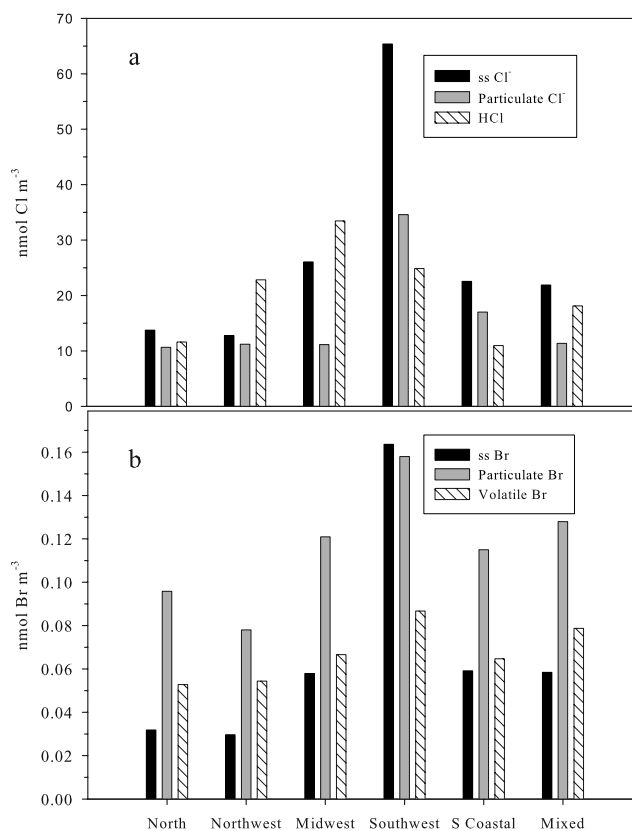 70
60
50
40
30
20
10
0
nmol Cl m⁻³
a
ss Cl⁻
Particulate Cl⁻
HCl
0.16
0.14
0.12
0.10
0.08
0.06
0.04
0.02
0.00
nmol Br m⁻³
b
ss Br
Particulate Br
Volatile Br
North Northwest Midwest Southwest S Coastal Mixed